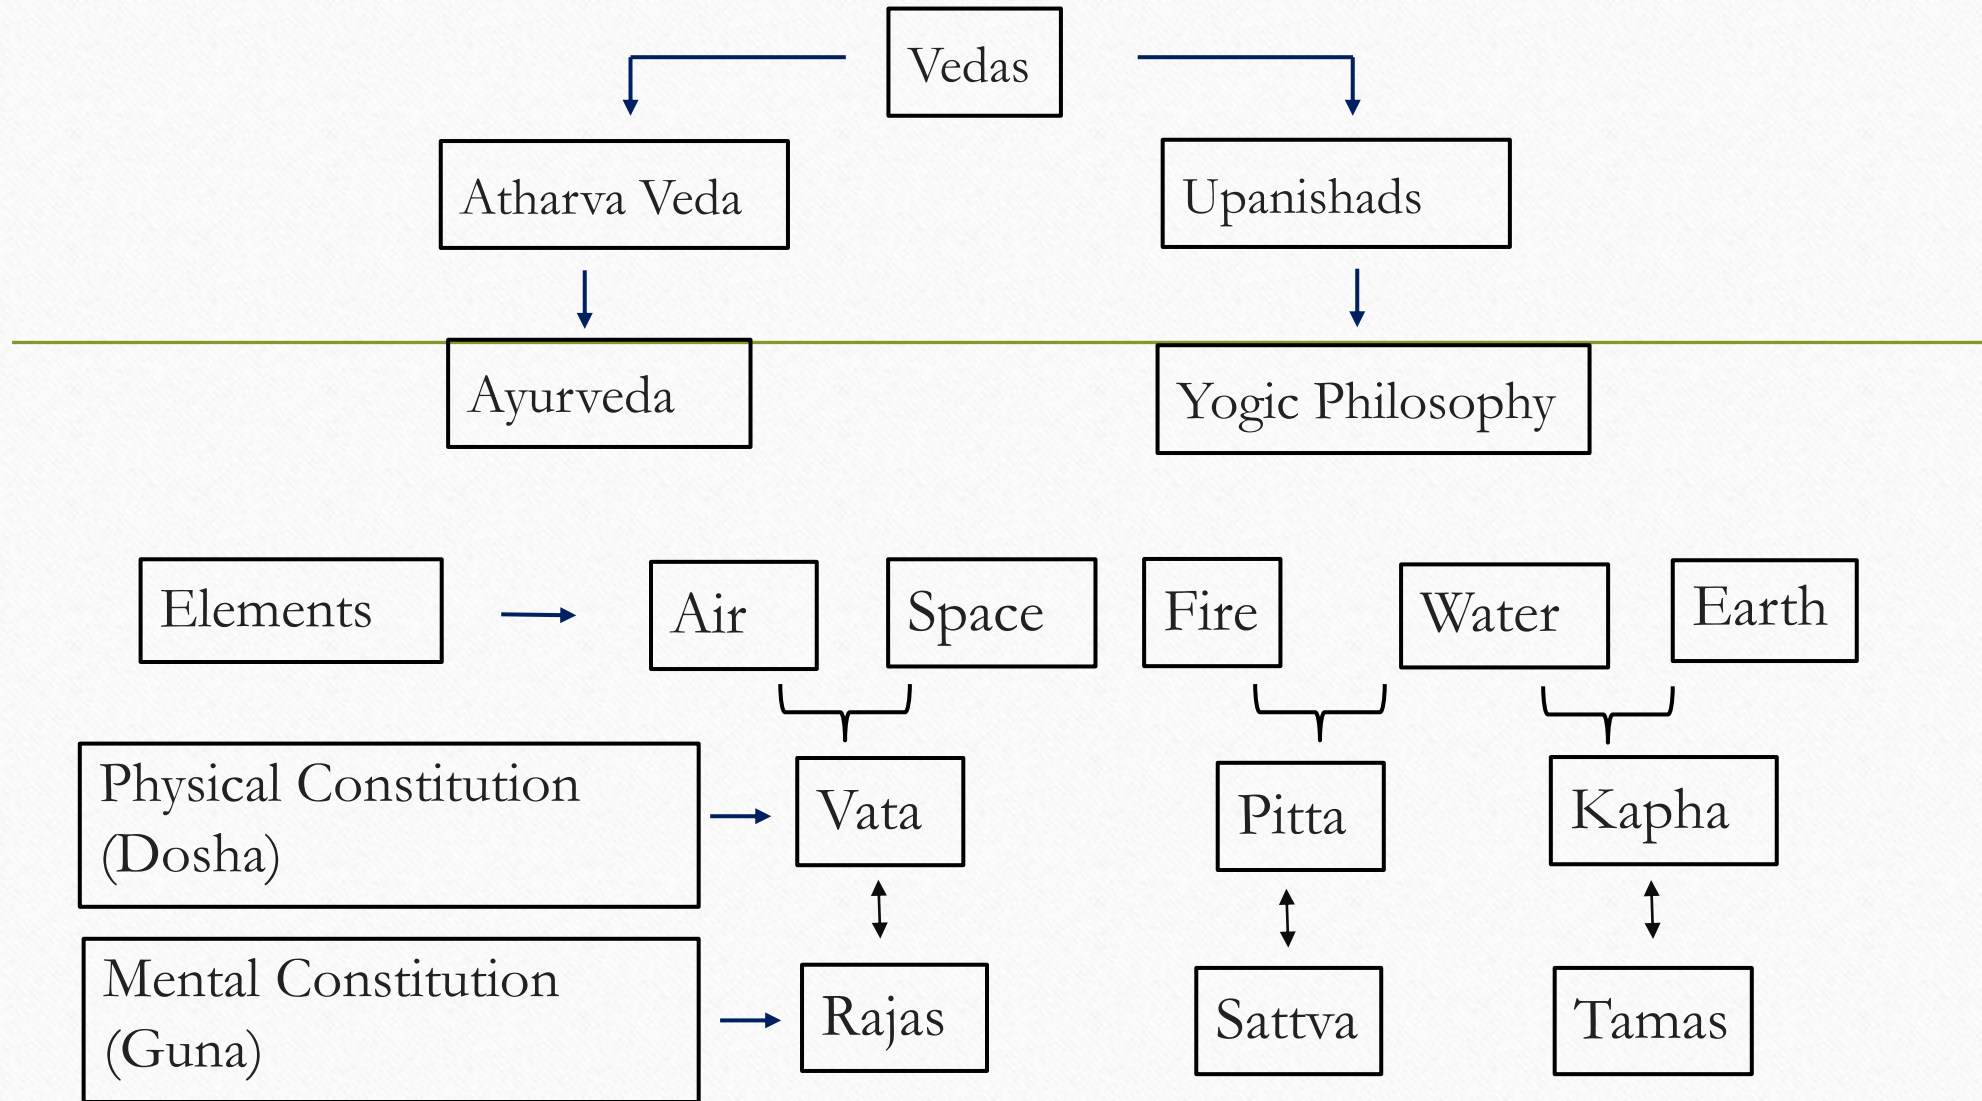 Vedas
Atharva Veda
Upanishads
Ayurveda
Yogic Philosophy
Elements
Air
Space
Fire
Water
Earth
Physical Constitution
(Dosha)
Vata
Pitta
Kapha
Mental Constitution
(Guna)
Rajas
Sattva
Tamas